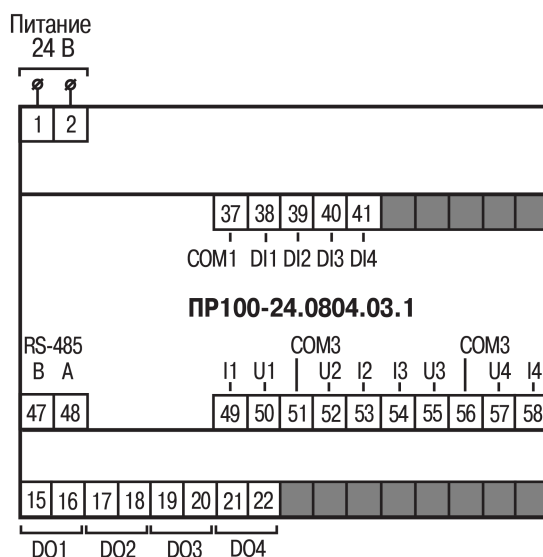 Питание
24 В
1 2
37 38 39 40 41
COM1 DI1 DI2 DI3 DI4
ПР100-24.0804.03.1
RS-485 COM3 COM3
B A I1 U1 U2 I2 I3 U3 U4 I4
47 48 49 50 51 52 53 54 55 56 57 58
15 16 17 18 19 20 21 22
DO1 DO2 DO3 DO4